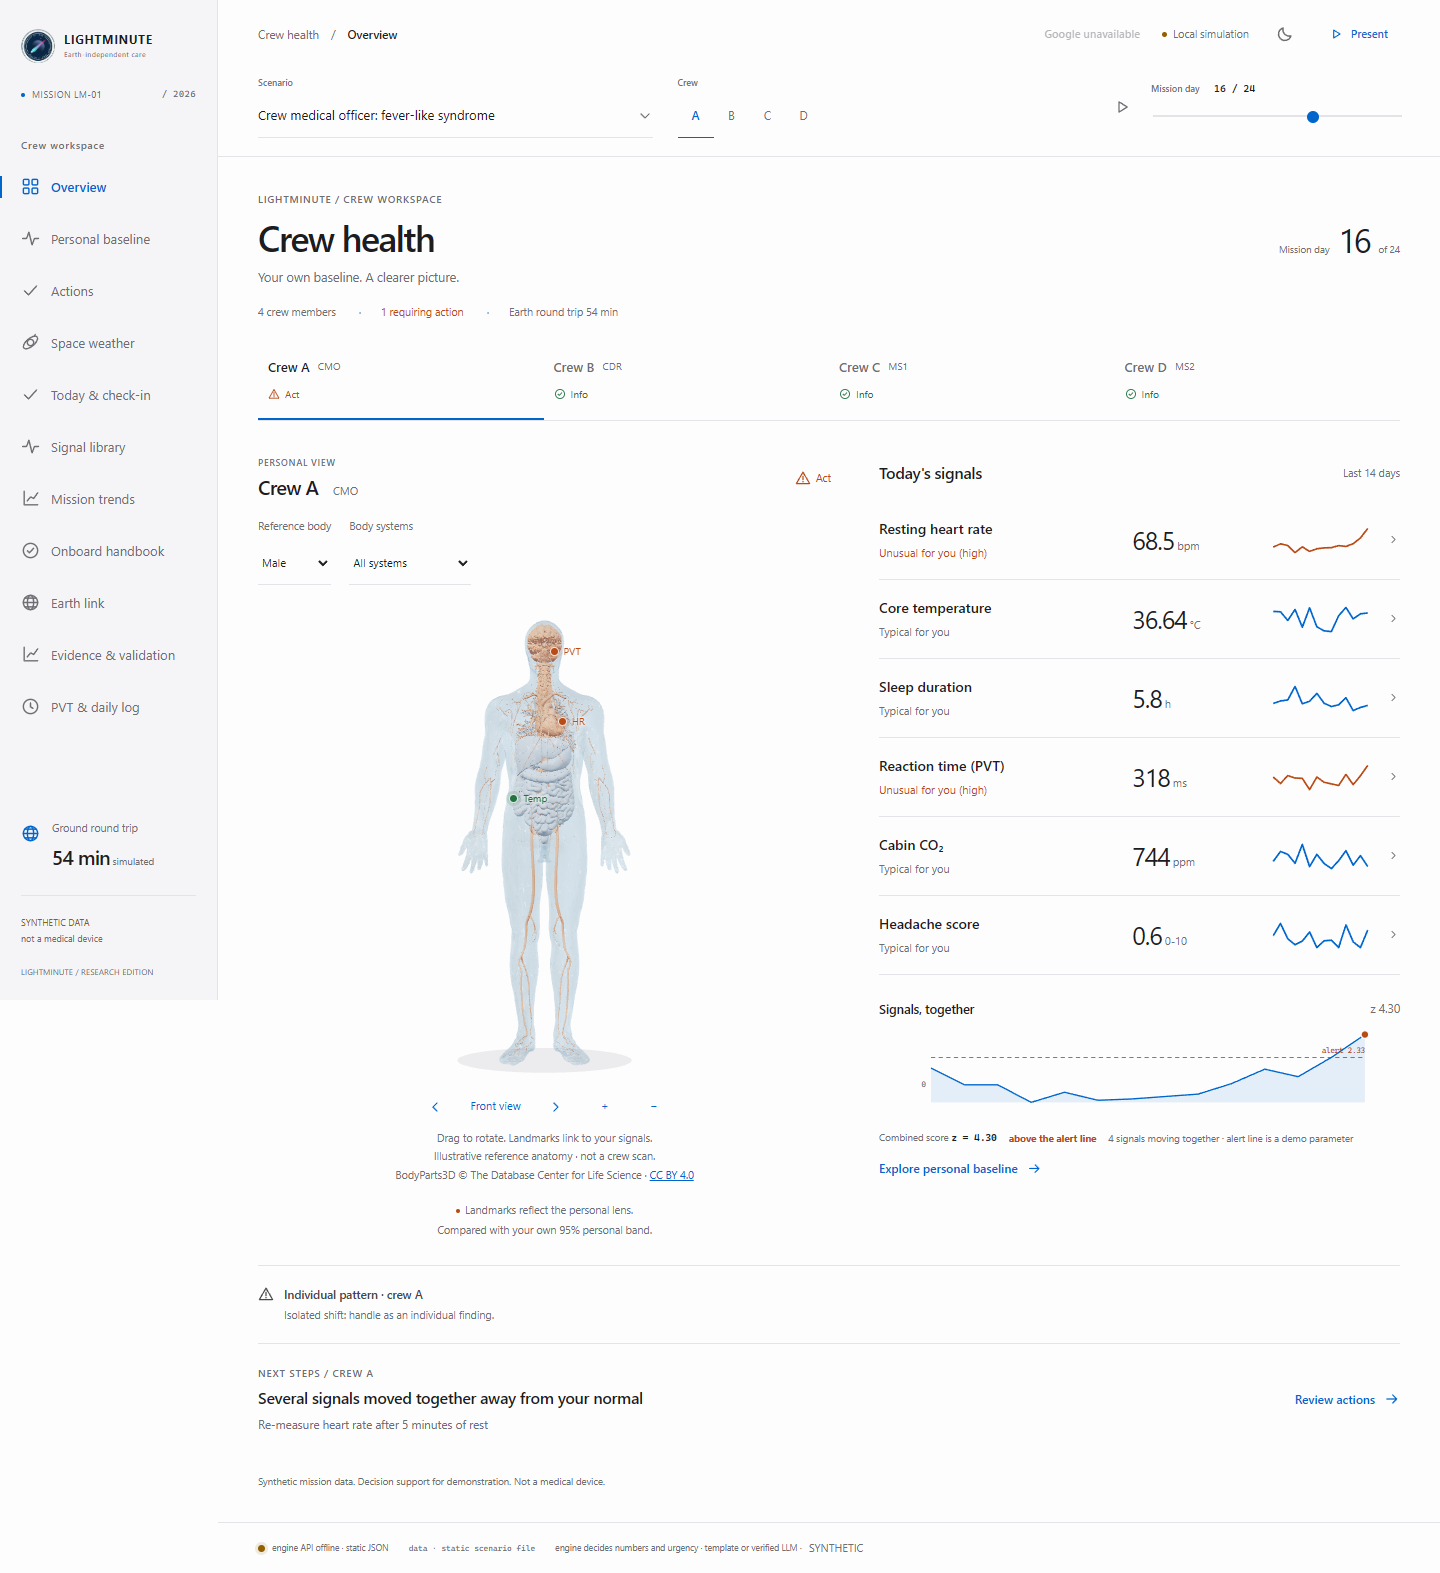 LIGHTMINUTE
Earth independent care
MISSION LM-01 / 2026
Crew workspace
Overview
Personal baseline
Actions
Space weather
Today & check-in
Signal library
Mission trends
Onboard handbook
Earth link
Evidence & validation
PVT & daily log
Ground round trip
54 min simulated
SYNTHETIC DATA
not a medical device
LIGHTMINUTE / RESEARCH EDITION
Crew health / Overview
Google unavailable
Local simulation
Present
Scenario
Crew medical officer: fever-like syndrome
Crew
A B C D
Mission day 16 / 24
LIGHTMINUTE / CREW WORKSPACE
Crew health
Your own baseline. A clearer picture.
4 crew members · 1 requiring action · Earth round trip 54 min
Mission day 16 of 24
Crew A CMO
Act
Crew B CDR
Info
Crew C MS1
Info
Crew D MS2
Info
PERSONAL VIEW
Crew A CMO
Act
Reference body
Male
Body systems
All systems
PVT
HR
Temp
Front view
+ −
Drag to rotate. Landmarks link to your signals.
Illustrative reference anatomy · not a crew scan.
BodyParts3D © The Database Center for Life Science · CC BY 4.0
Landmarks reflect the personal lens.
Compared with your own 95% personal band.
Today's signals
Last 14 days
Resting heart rate
Unusual for you (high)
68.5 bpm
Core temperature
Typical for you
36.64 °C
Sleep duration
Typical for you
5.8 h
Reaction time (PVT)
Unusual for you (high)
318 ms
Cabin CO₂
Typical for you
744 ppm
Headache score
Typical for you
0.6 0-10
Signals, together
z 4.30
alert 2.33
0
Combined score z = 4.30 above the alert line 4 signals moving together · alert line is a demo parameter
Explore personal baseline
Individual pattern · crew A
Isolated shift: handle as an individual finding.
NEXT STEPS / CREW A
Several signals moved together away from your normal
Re-measure heart rate after 5 minutes of rest
Review actions
Synthetic mission data. Decision support for demonstration. Not a medical device.
engine API offline · static JSON data · static scenario file engine decides numbers and urgency · template or verified LLM · SYNTHETIC